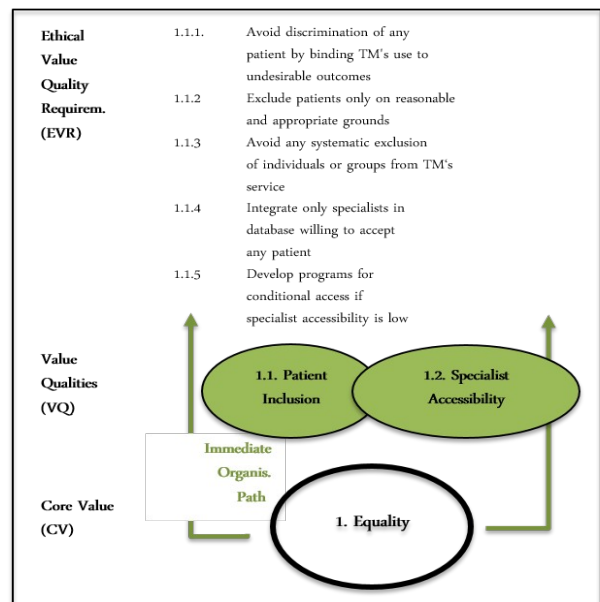 Ethical
Value
Quality
Requirem.
(EVR)
1.1.1. Avoid discrimination of any
patient by binding TM's use to
undesirable outcomes
1.1.2 Exclude patients only on reasonable
and appropriate grounds
1.1.3 Avoid any systematic exclusion
of individuals or groups from TM's
service
1.1.4 Integrate only specialists in
database willing to accept
any patient
1.1.5 Develop programs for
conditional access if
specialist accessibility is low
Value
Qualities
(VQ)
1.1. Patient
Inclusion
1.2. Specialist
Accessibility
Immediate
Organis.
Path
Core Value
(CV)
1. Equality